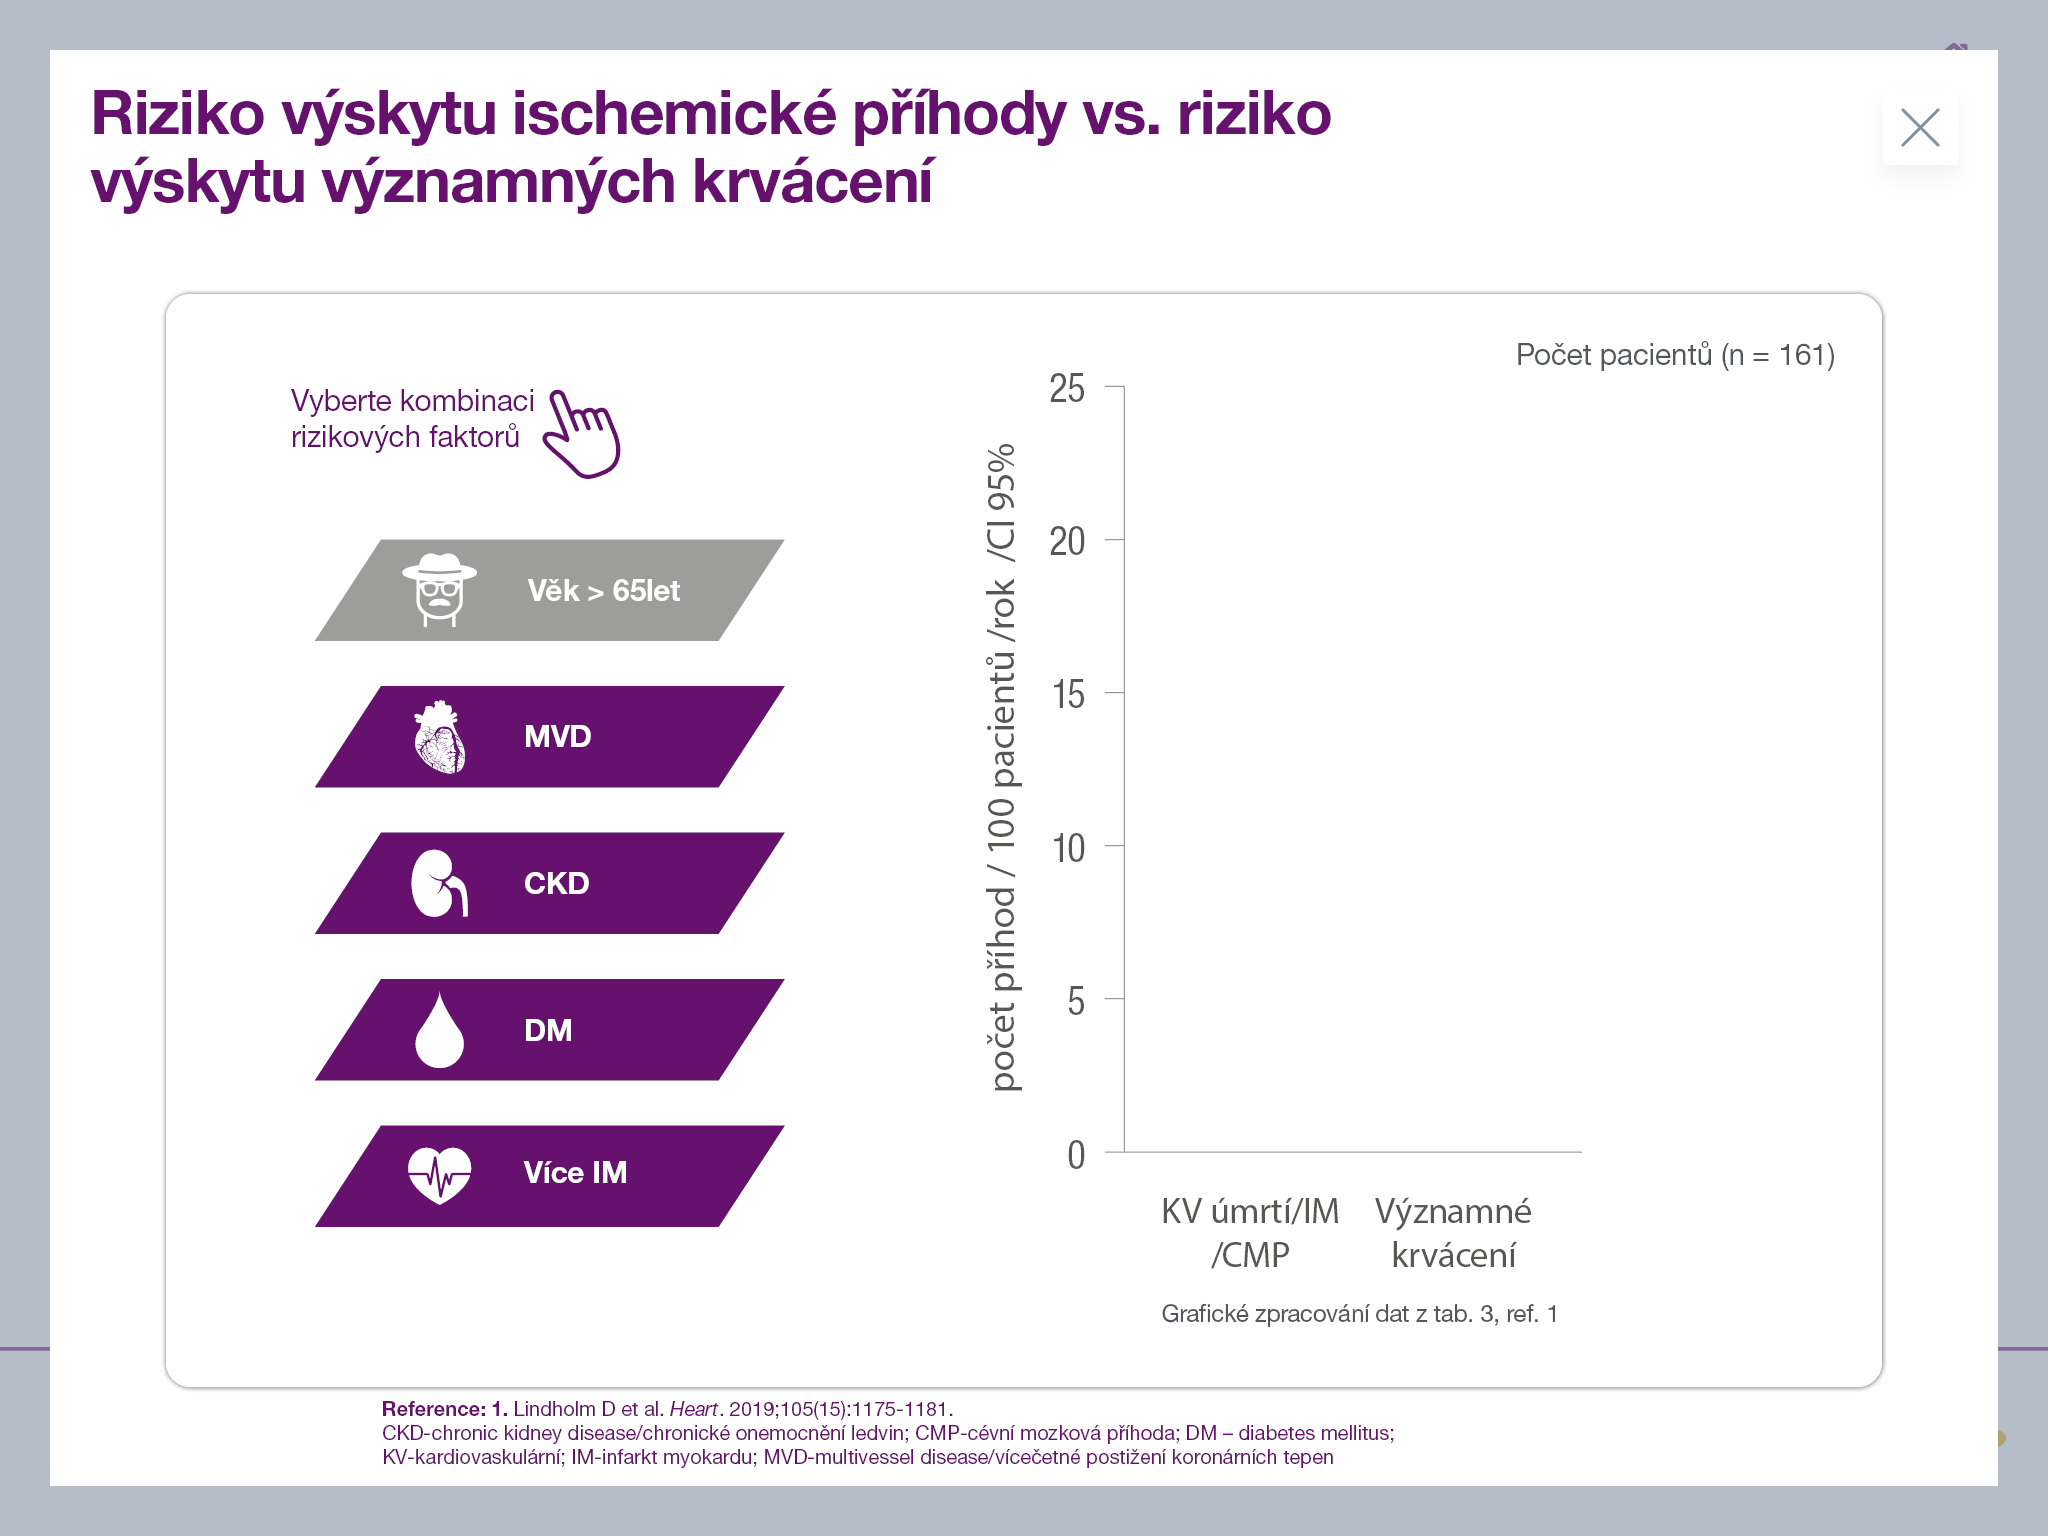 Riziko výskytu ischemické příhody vs. riziko
výskytu významných krvácení
Počet pacientů (n = 161)
Vyberte kombinaci
rizikových faktorů
Věk > 65let
MVD
CKD
DM
Více IM
počet příhod / 100 pacientů /rok /CI 95%
25
20
15
10
5
0
KV úmrtí/IM
/CMP
Významné
krvácení
Grafické zpracování dat z tab. 3, ref. 1
Reference: 1. Lindholm D et al. Heart. 2019;105(15):1175-1181.
CKD-chronic kidney disease/chronické onemocnění ledvin; CMP-cévní mozková příhoda; DM – diabetes mellitus;
KV-kardiovaskulární; IM-infarkt myokardu; MVD-multivessel disease/vícečetné postižení koronárních tepen